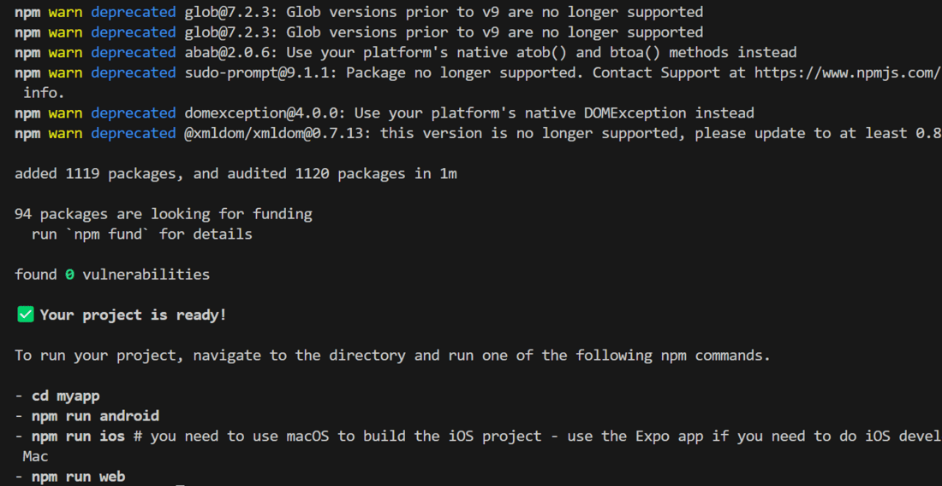 npm warn deprecated glob@7.2.3: Glob versions prior to v9 are no longer supported
npm warn deprecated glob@7.2.3: Glob versions prior to v9 are no longer supported
npm warn deprecated abab@2.0.6: Use your platform's native atob() and btoa() methods instead
npm warn deprecated sudo-prompt@9.1.1: Package no longer supported. Contact Support at https://www.npmjs.com/
info.
npm warn deprecated domexception@4.0.0: Use your platform's native DOMException instead
npm warn deprecated @xmldom/xmldom@0.7.13: this version is no longer supported, please update to at least 0.8
added 1119 packages, and audited 1120 packages in 1m
94 packages are looking for funding
run `npm fund` for details
found 0 vulnerabilities
✅ Your project is ready!
To run your project, navigate to the directory and run one of the following npm commands.
- cd myapp
- npm run android
- npm run ios # you need to use macOS to build the iOS project - use the Expo app if you need to do iOS devel
Mac
- npm run web